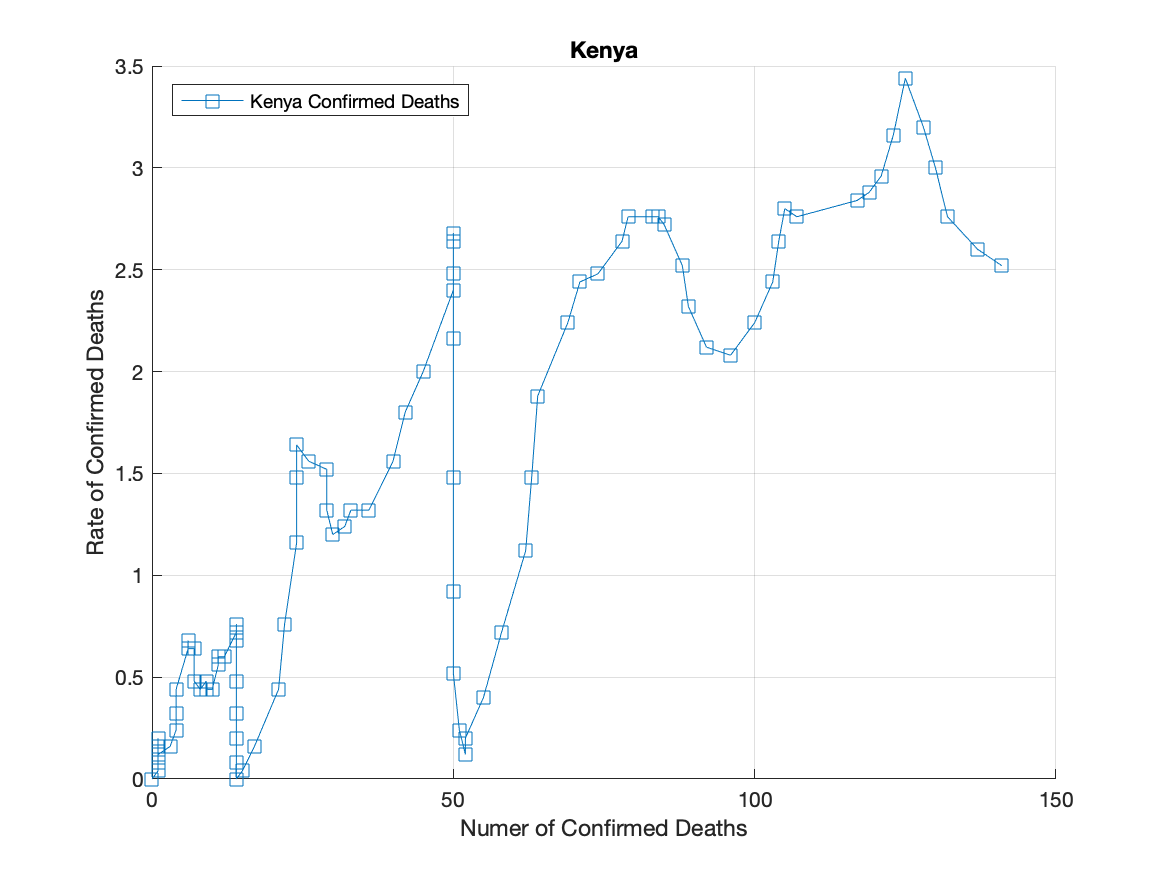 Kenya
Kenya Confirmed Deaths
3.5
3
2.5
2
1.5
1
0.5
0
Rate of Confirmed Deaths
0 50 100 150
Numer of Confirmed Deaths